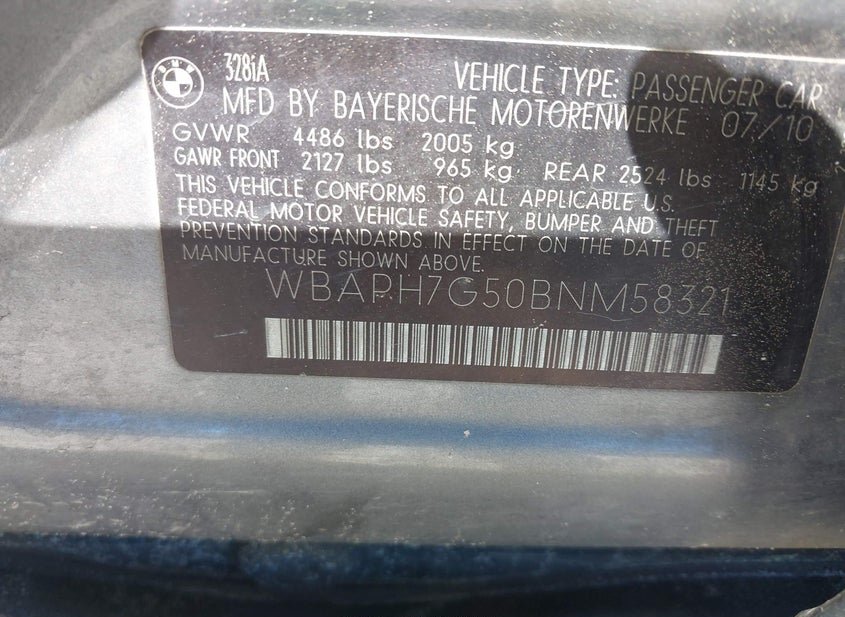 BMW
328iA VEHICLE TYPE: PASSENGER CAR
MFD BY BAYERISCHE MOTORENWERKE 07/10
GVWR 4486 lbs 2005 kg
GAWR FRONT 2127 lbs 965 kg REAR 2524 lbs 1145 kg
THIS VEHICLE CONFORMS TO ALL APPLICABLE U.S.
FEDERAL MOTOR VEHICLE SAFETY, BUMPER AND THEFT
PREVENTION STANDARDS IN EFFECT ON THE DATE OF
MANUFACTURE SHOWN ABOVE.
WBAPH7G50BNM58321